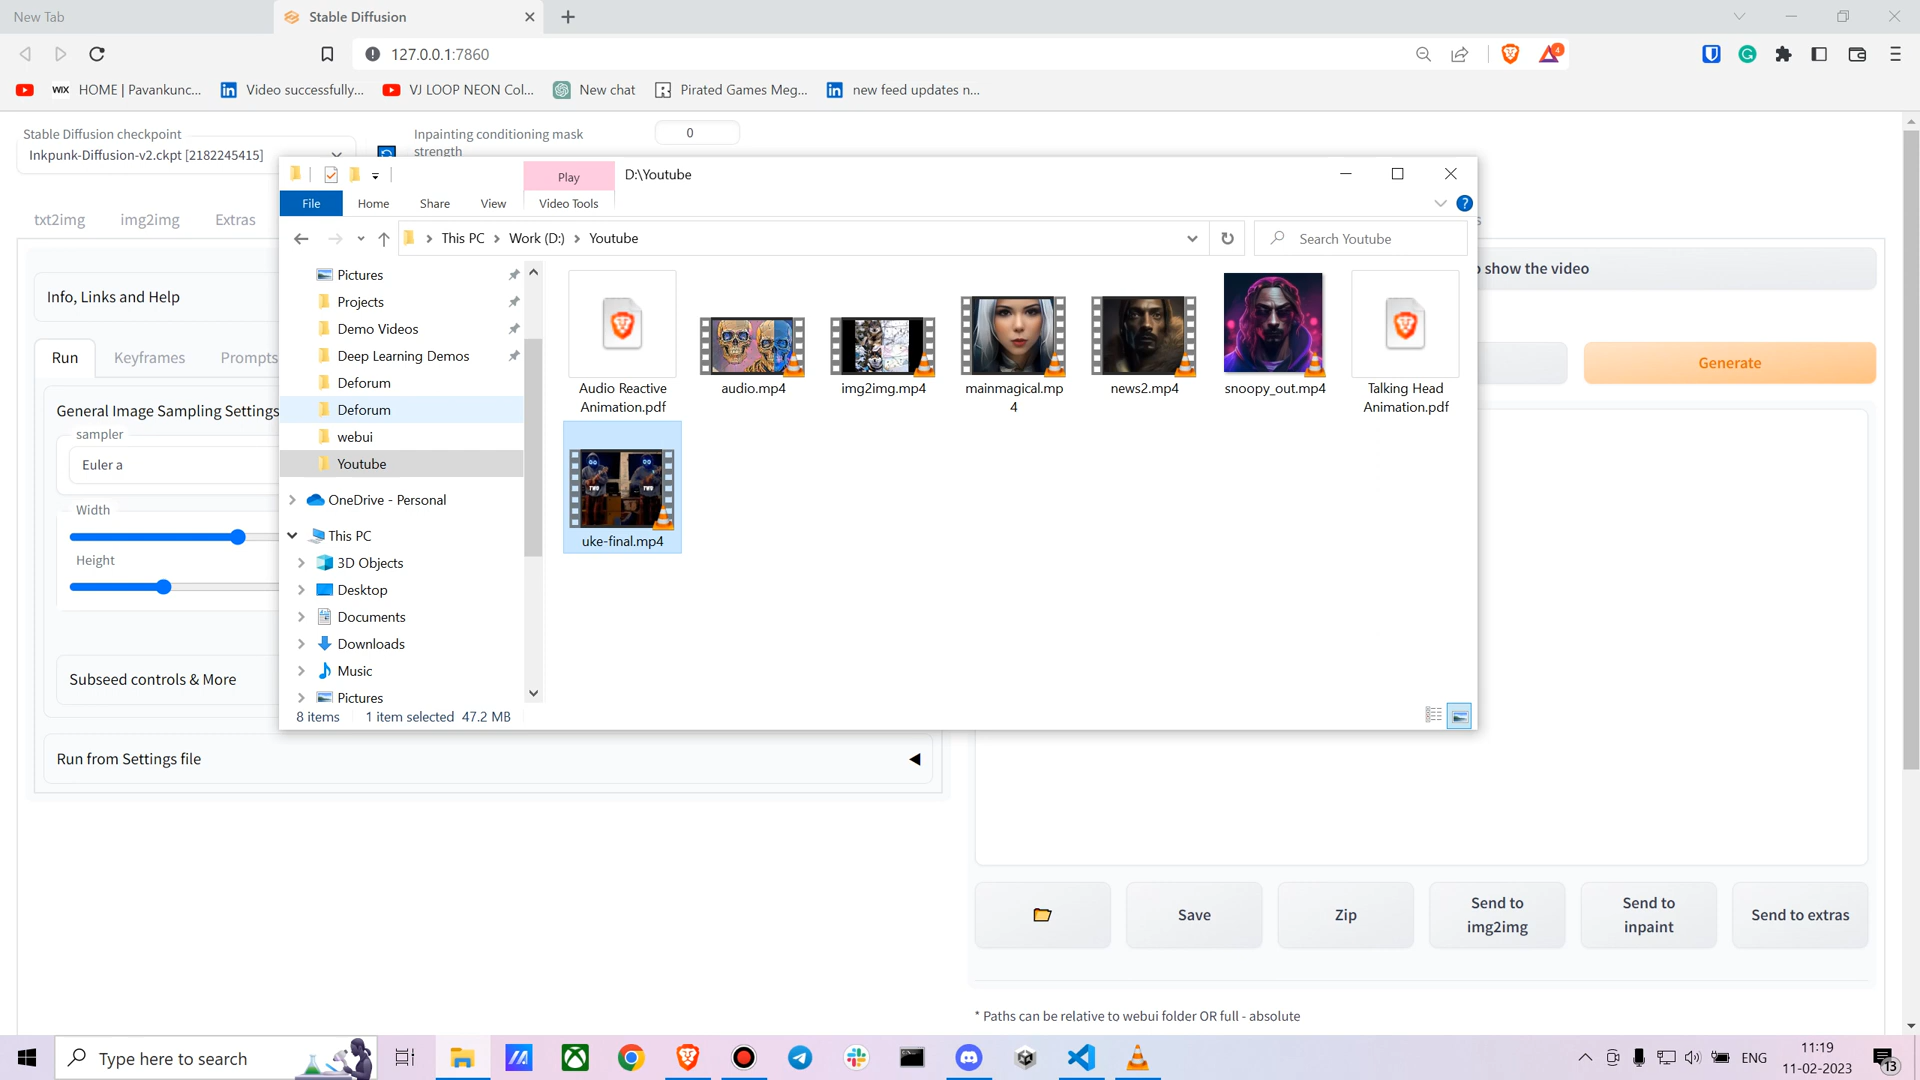 New Tab
Stable Diffusion
127.0.0.1:7860
4
WIX HOME | Pavankunc...
Video successfully...
VJ LOOP NEON Col...
New chat
Pirated Games Meg...
new feed updates n...
Stable Diffusion checkpoint
Inkpunk-Diffusion-v2.ckpt [2182245415]
Inpainting conditioning mask
strength
0
txt2img
img2img
Extras
Play
D:\Youtube
File
Home
Share
View
Video Tools
This PC
Work (D:)
Youtube
Search Youtube
show the video
Info, Links and Help
Run
Keyframes
Prompts
Generate
General Image Sampling Settings
sampler
Euler a
Width
Height
Subseed controls & More
Run from Settings file
Pictures
Projects
Demo Videos
Deep Learning Demos
Deforum
Deforum
webui
Youtube
OneDrive - Personal
This PC
3D Objects
Desktop
Documents
Downloads
Music
Pictures
Audio Reactive
Animation.pdf
audio.mp4
img2img.mp4
mainmagical.mp
4
news2.mp4
snoopy_out.mp4
Talking Head
Animation.pdf
uke-final.mp4
8 items
1 item selected 47.2 MB
Save
Zip
Send to
img2img
Send to
inpaint
Send to extras
* Paths can be relative to webui folder OR full - absolute
Type here to search
ENG
11:19
11-02-2023
13